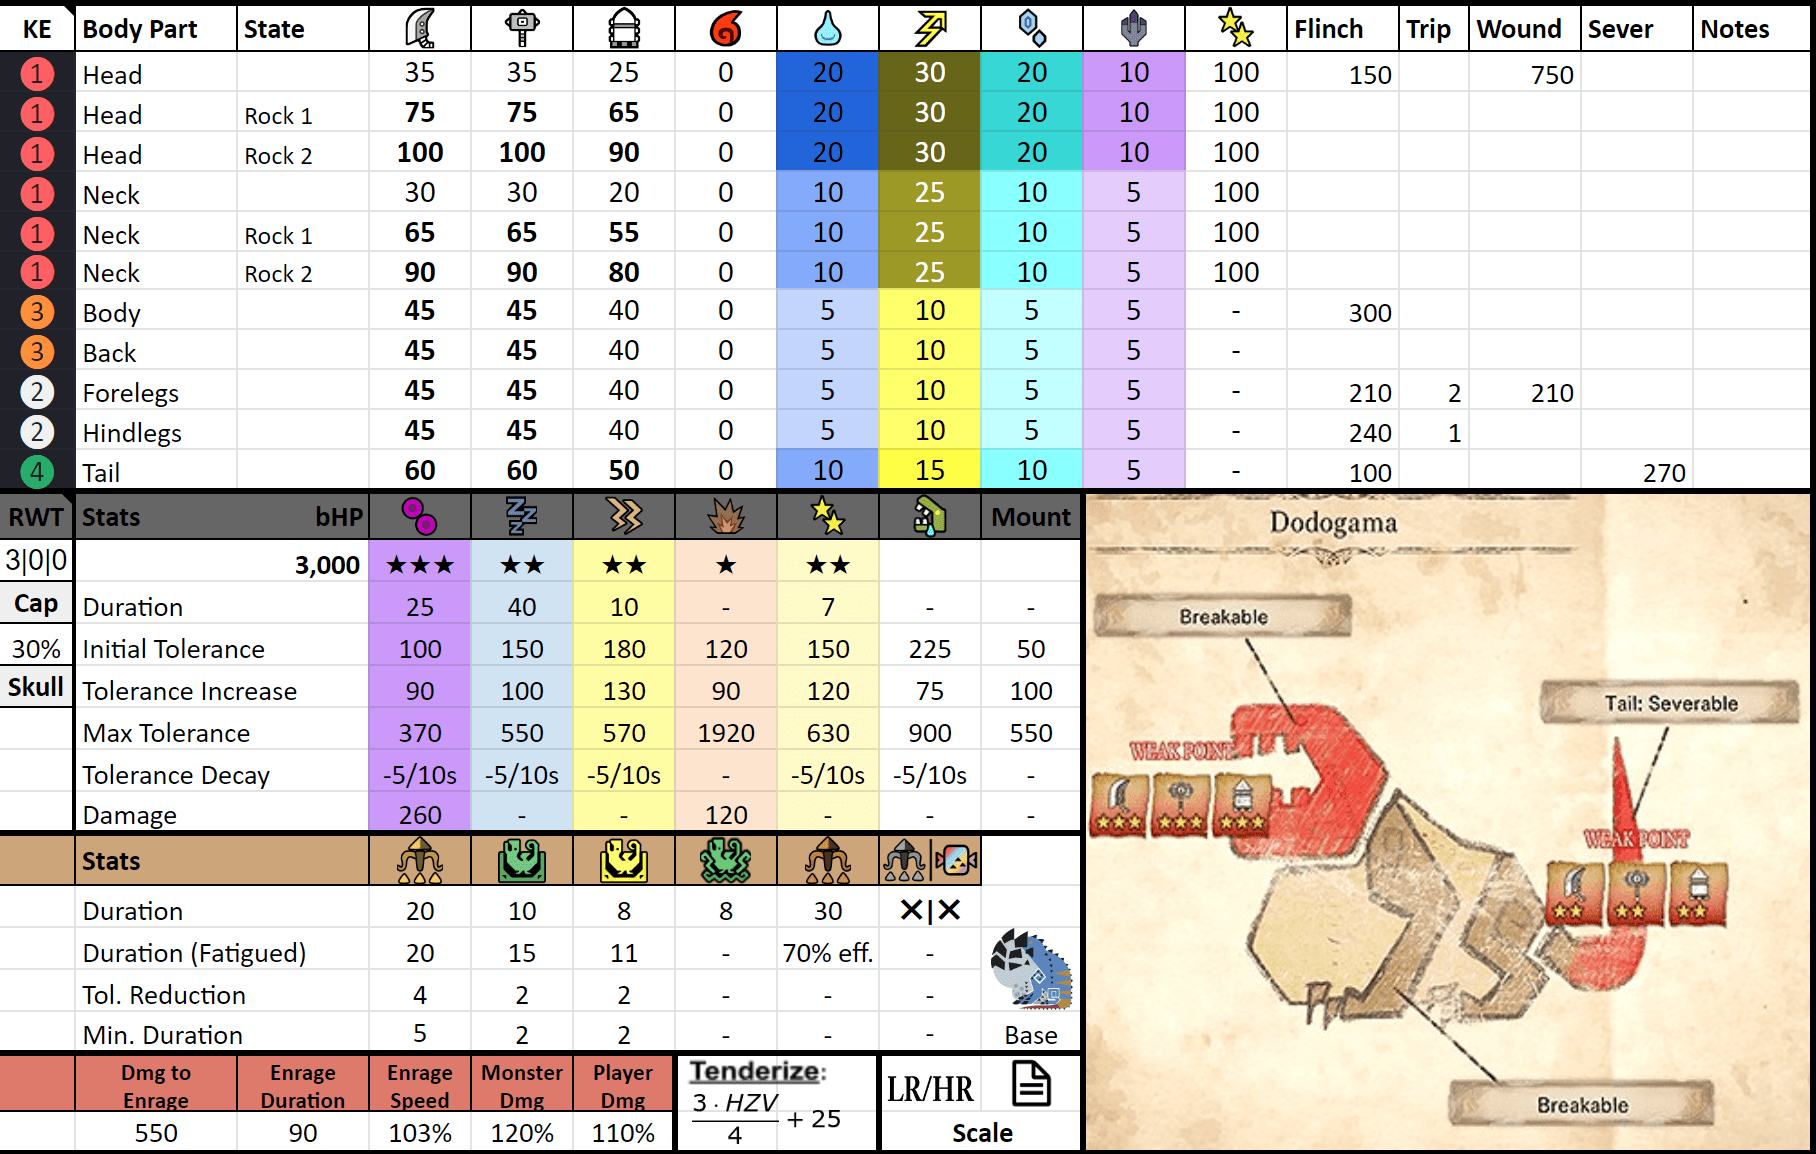 KE Body Part State Flinch Trip Wound Sever Notes
1 Head 35 35 25 0 20 30 20 10 100 150 750
1 Head Rock 1 75 75 65 0 20 30 20 10 100
1 Head Rock 2 100 100 90 0 20 30 20 10 100
1 Neck 30 30 20 0 10 25 10 5 100
1 Neck Rock 1 65 65 55 0 10 25 10 5 100
1 Neck Rock 2 90 90 80 0 10 25 10 5 100
3 Body 45 45 40 0 5 10 5 5 - 300
3 Back 45 45 40 0 5 10 5 5 -
2 Forelegs 45 45 40 0 5 10 5 5 - 210 2 210
2 Hindlegs 45 45 40 0 5 10 5 5 - 240 1
4 Tail 60 60 50 0 10 15 10 5 - 100 270
RWT Stats bHP Mount
3|0|0 3,000 ★★★ ★★ ★★ ★ ★★
Cap Duration 25 40 10 - 7 - -
30% Initial Tolerance 100 150 180 120 150 225 50
Skull Tolerance Increase 90 100 130 90 120 75 100
Max Tolerance 370 550 570 1920 630 900 550
Tolerance Decay -5/10s -5/10s -5/10s - -5/10s -5/10s -
Damage 260 - - 120 - - -
Stats
Duration 20 10 8 8 30 ✕|✕
Duration (Fatigued) 20 15 11 - 70% eff. -
Tol. Reduction 4 2 2 - - -
Min. Duration 5 2 2 - - - Base
Dmg to Enrage Enrage Duration Enrage Speed Monster Dmg Player Dmg
550 90 103% 120% 110%
Tenderize:
3 · HZV
4
+ 25
LR/HR
Scale
Dodogama
Breakable
Tail: Severable
WEAK POINT
★★★ ★★★ ★★★
WEAK POINT
★★ ★★ ★★
Breakable